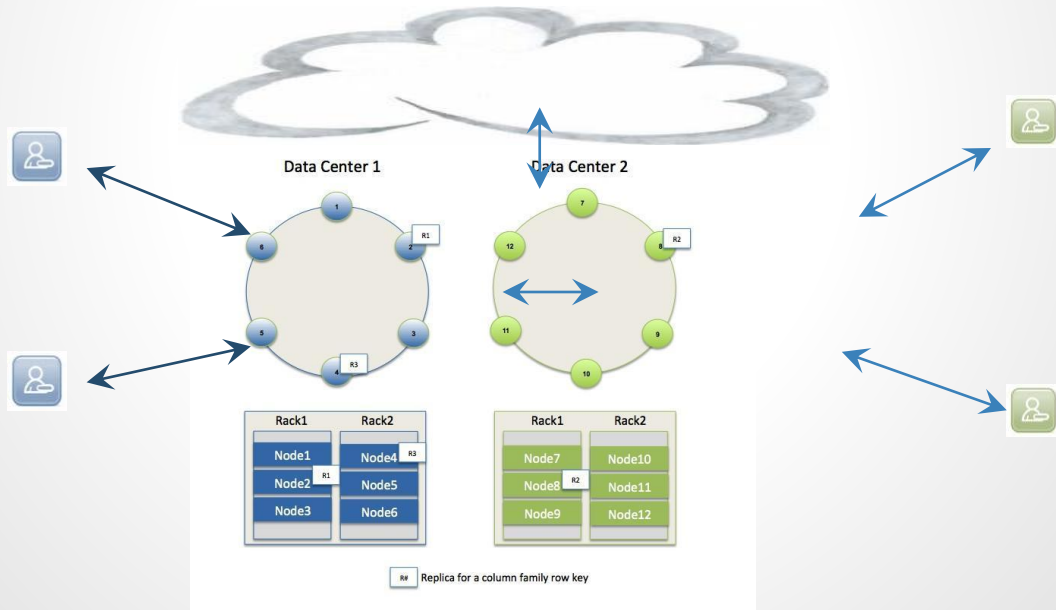 Data Center 1
Data Center 2
1
2
R1
3
4
R3
5
6
7
8
R2
9
10
11
12
Rack1
Rack2
Node1
Node2
Node3
R1
Node4
Node5
Node6
R3
Rack1
Rack2
Node7
Node8
Node9
R2
Node10
Node11
Node12
R# Replica for a column family row key